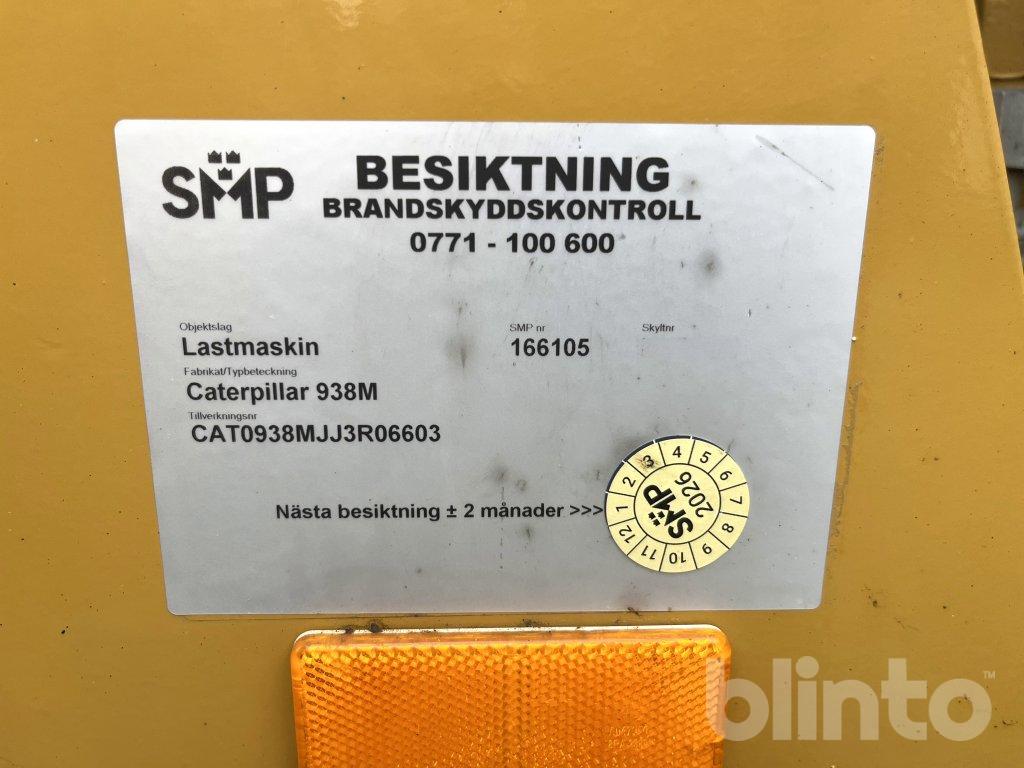 SMP
BESIKTNING
BRANDSKYDDSKONTROLL
0771 - 100 600
Objektslag
Lastmaskin
SMP nr
166105
Skyltnr
Fabrikat/Typbeteckning
Caterpillar 938M
Tillverkningsnr
CAT0938MJJ3R06603
Nästa besiktning ± 2 månader >>>
1 2 3 4 5 6 7 8 9 10 11 12
SMP
2026
blinto™